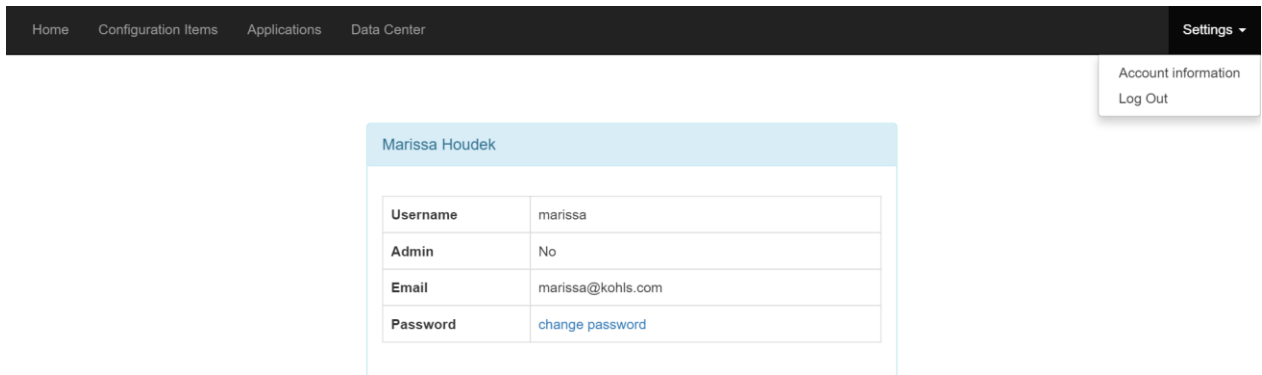 Home Configuration Items Applications Data Center Settings
Account information
Log Out
Marissa Houdek
Username marissa
Admin No
Email marissa@kohls.com
Password change password